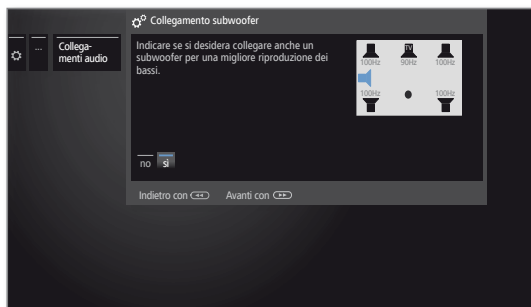 Collegamento subwoofer
...
Collega-
menti audio
Indicare se si desidera collegare anche un
subwoofer per una migliore riproduzione dei
bassi.
TV
100Hz 90Hz 100Hz
100Hz 100Hz
no sì
Indietro con Avanti con